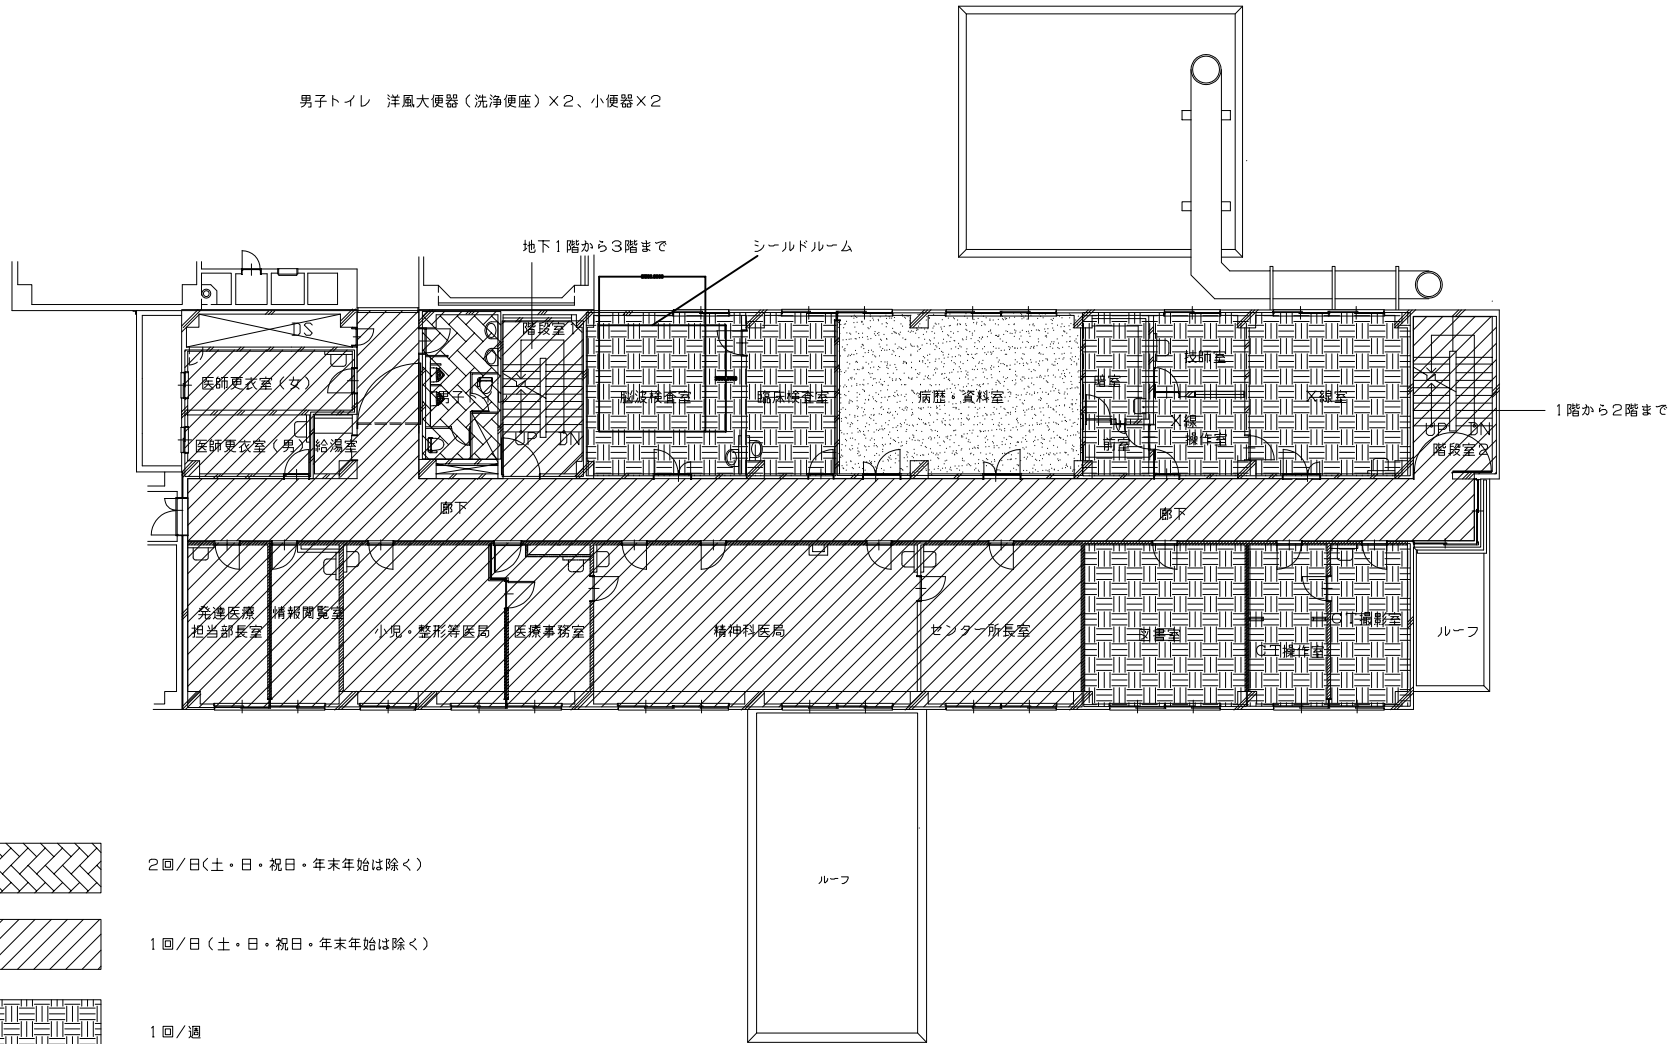 男子トイレ　洋風大便器（洗浄便座）×２、小便器×２
地下１階から３階まで
シールドルーム
DS
階段室1
医師更衣室（女）
技師室
暗室
男子
脳波検査室
臨床検査室
病歴・資料室
X線室
1階から2階まで
X線
操作室
UP
DN
UP
DN
医師更衣室（男）
給湯室
前室
階段室2
廊下
廊下
発達医療
担当部長室
情報閲覧室
小児・整形等医局
医療事務室
精神科医局
センター所長室
図書室
CT操作室
CT撮影室
ルーフ
ルーフ
２回／日(土・日・祝日・年末年始は除く）
１回／日（土・日・祝日・年末年始は除く）
１回／週